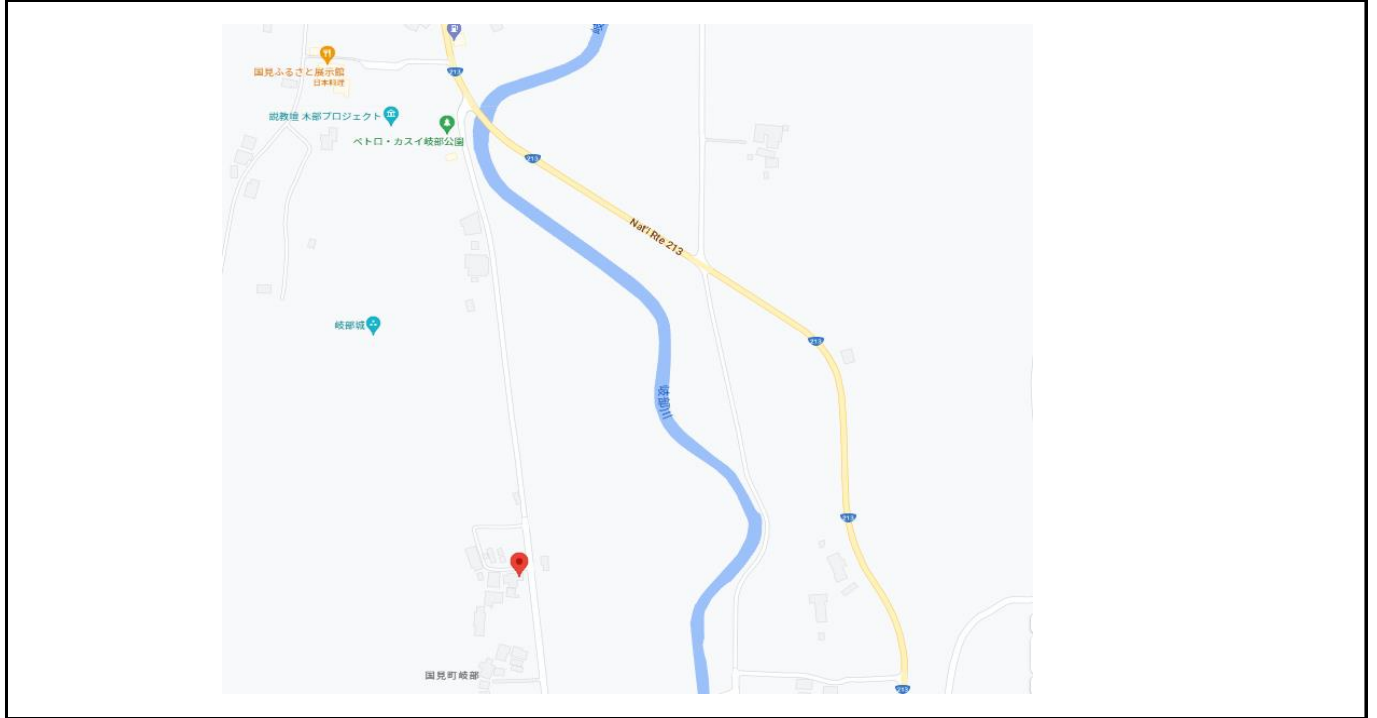 国見ふるさと展示館
日本料理
213
説教壇 木部プロジェクト
ペトロ・カスイ岐部公園
213
Nat'l Rte 213
岐部城
213
岐部川
213
国見町岐部
213